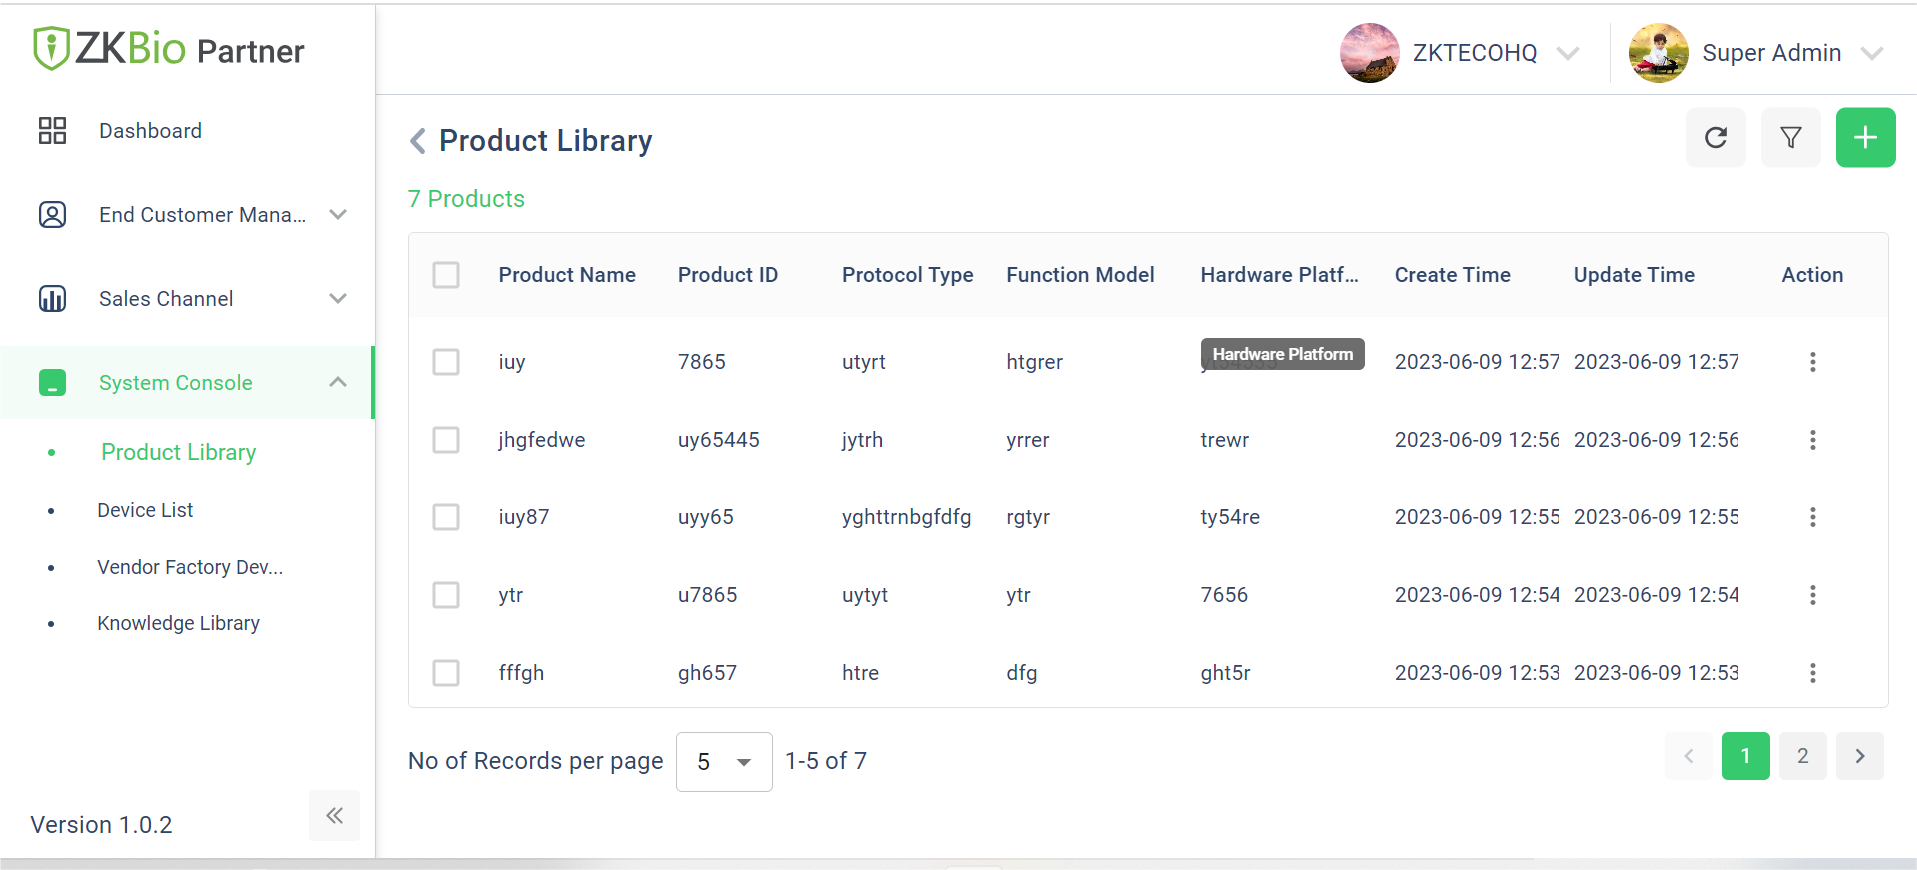 ZKBio Partner
ZKTECOHQ
Super Admin
Dashboard
End Customer Mana...
Sales Channel
System Console
Product Library
Device List
Vendor Factory Dev...
Knowledge Library
Version 1.0.2
Product Library
7 Products
Product Name Product ID Protocol Type Function Model Hardware Platf... Create Time Update Time Action
Hardware Platform
iuy 7865 utyrt htgrer 2023-06-09 12:57 2023-06-09 12:57
jhgfedwe uy65445 jytrh yrrer trewr 2023-06-09 12:56 2023-06-09 12:56
iuy87 uyy65 yghttrnbgfdfg rgtyr ty54re 2023-06-09 12:55 2023-06-09 12:55
ytr u7865 uytyt ytr 7656 2023-06-09 12:54 2023-06-09 12:54
fffgh gh657 htre dfg ght5r 2023-06-09 12:53 2023-06-09 12:53
No of Records per page 5 1-5 of 7
1 2